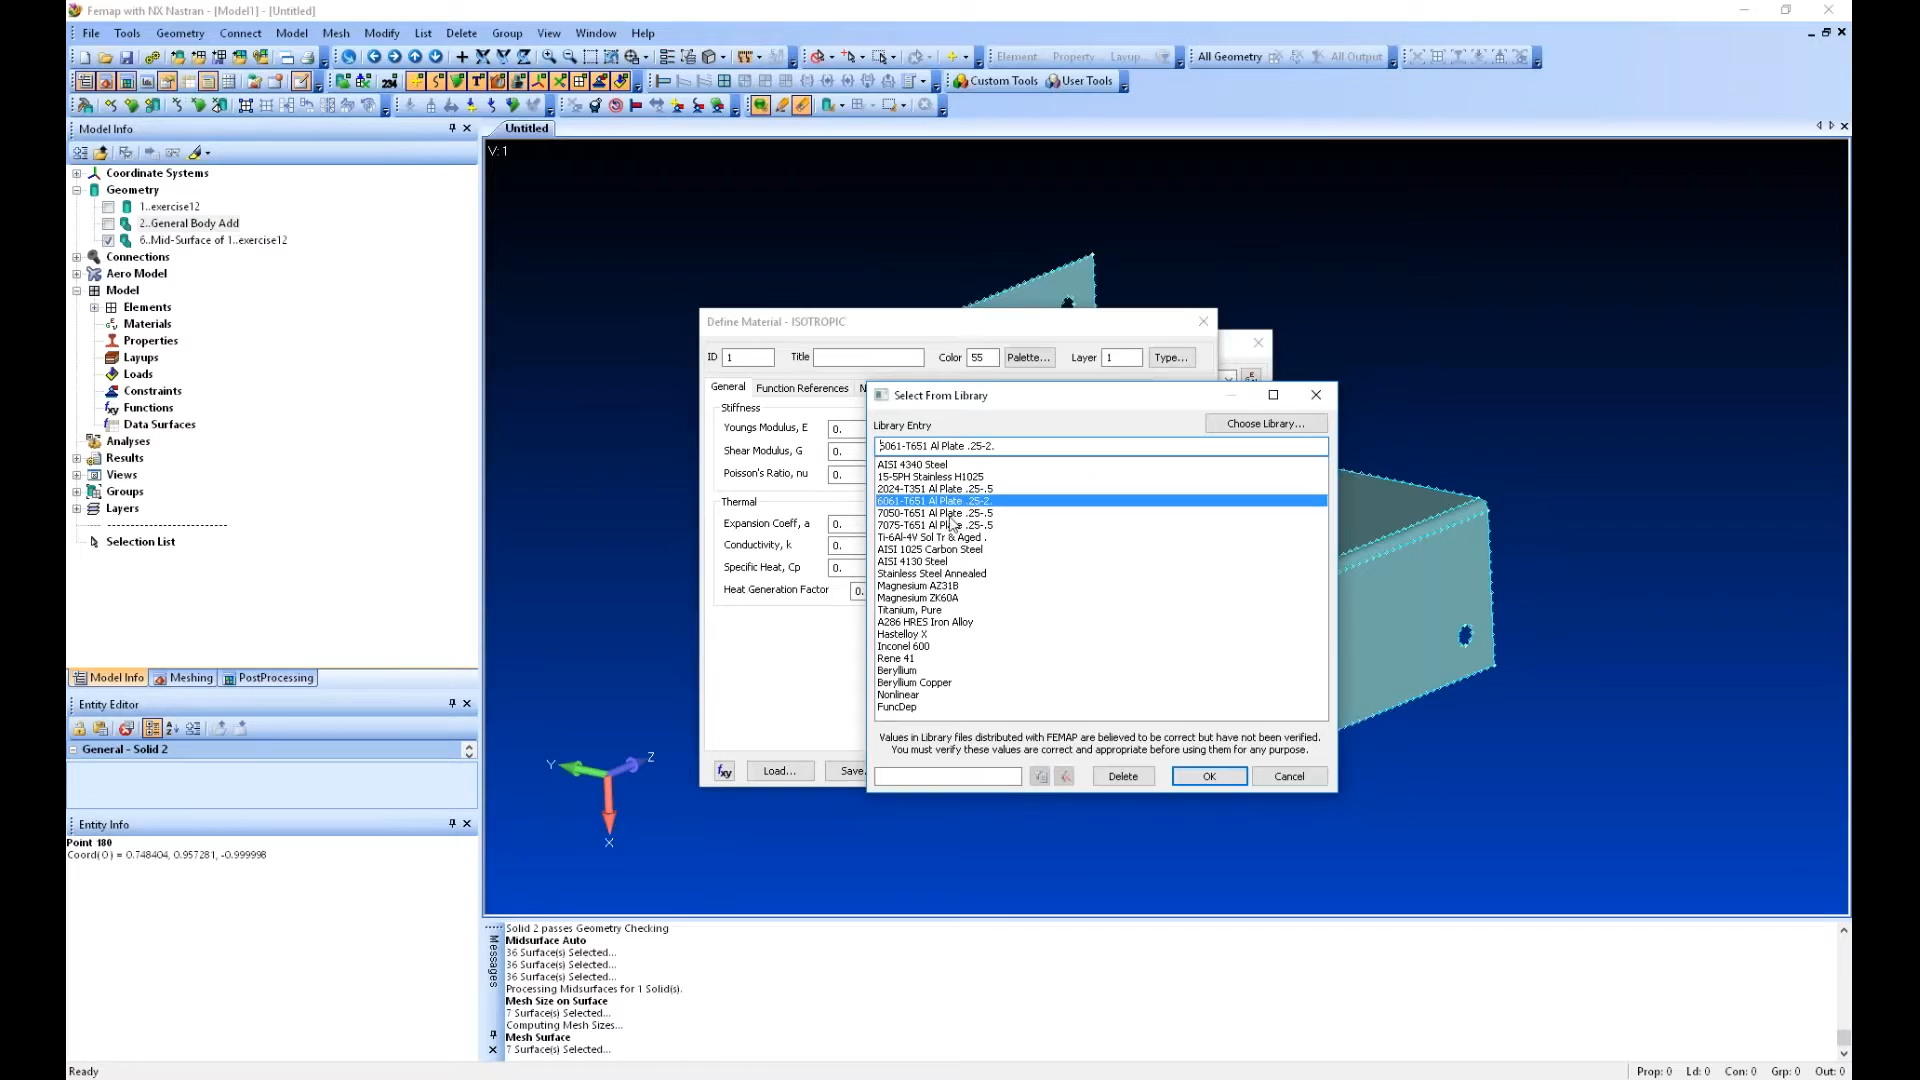 Femap with NX Nastran - [Model1] - [Untitled]
File Tools Geometry Connect Model Mesh Modify List Delete Group View Window Help
Element Property Layup All Geometry All Output
234 Custom Tools User Tools
Model Info
Coordinate Systems
Geometry
1..exercise12
2..General Body Add
6..Mid-Surface of 1..exercise12
Connections
Aero Model
Model
Elements
Materials
Properties
Layups
Loads
Constraints
Functions
Data Surfaces
Analyses
Results
Views
Groups
Layers
Selection List
Model Info Meshing PostProcessing
Entity Editor
General - Solid 2
Entity Info
Point 180
Coord(0) = 0.748404, 0.957281, -0.999998
Untitled
V:1
Define Material - ISOTROPIC
ID 1 Title Color 55 Palette... Layer 1 Type...
General Function References N
Stiffness
Youngs Modulus, E 0.
Shear Modulus, G 0.
Poisson's Ratio, nu 0.
Thermal
Expansion Coeff, a 0.
Conductivity, k 0.
Specific Heat, Cp 0.
Heat Generation Factor 0.
fxy Load... Save.
Select From Library
Library Entry Choose Library...
6061-T651 Al Plate .25-2.
AISI 4340 Steel
15-5PH Stainless H1025
2024-T351 Al Plate .25-.5
6061-T651 Al Plate .25-2.
7050-T651 Al Plate .25-.5
7075-T651 Al Plate .25-.5
Ti-6Al-4V Sol Tr & Aged .
AISI 1025 Carbon Steel
AISI 4130 Steel
Stainless Steel Annealed
Magnesium AZ31B
Magnesium ZK60A
Titanium, Pure
A286 HRES Iron Alloy
Hastelloy X
Inconel 600
Rene 41
Beryllium
Beryllium Copper
Nonlinear
FuncDep
Values in Library files distributed with FEMAP are believed to be correct but have not been verified.
You must verify these values are correct and appropriate before using them for any purpose.
Delete OK Cancel
Y Z
X
Messages
Solid 2 passes Geometry Checking
Midsurface Auto
36 Surface(s) Selected...
36 Surface(s) Selected...
36 Surface(s) Selected...
Processing Midsurfaces for 1 Solid(s).
Mesh Size on Surface
7 Surface(s) Selected...
Computing Mesh Sizes...
Mesh Surface
7 Surface(s) Selected...
Ready Prop: 0 Ld: 0 Con: 0 Grp: 0 Out: 0